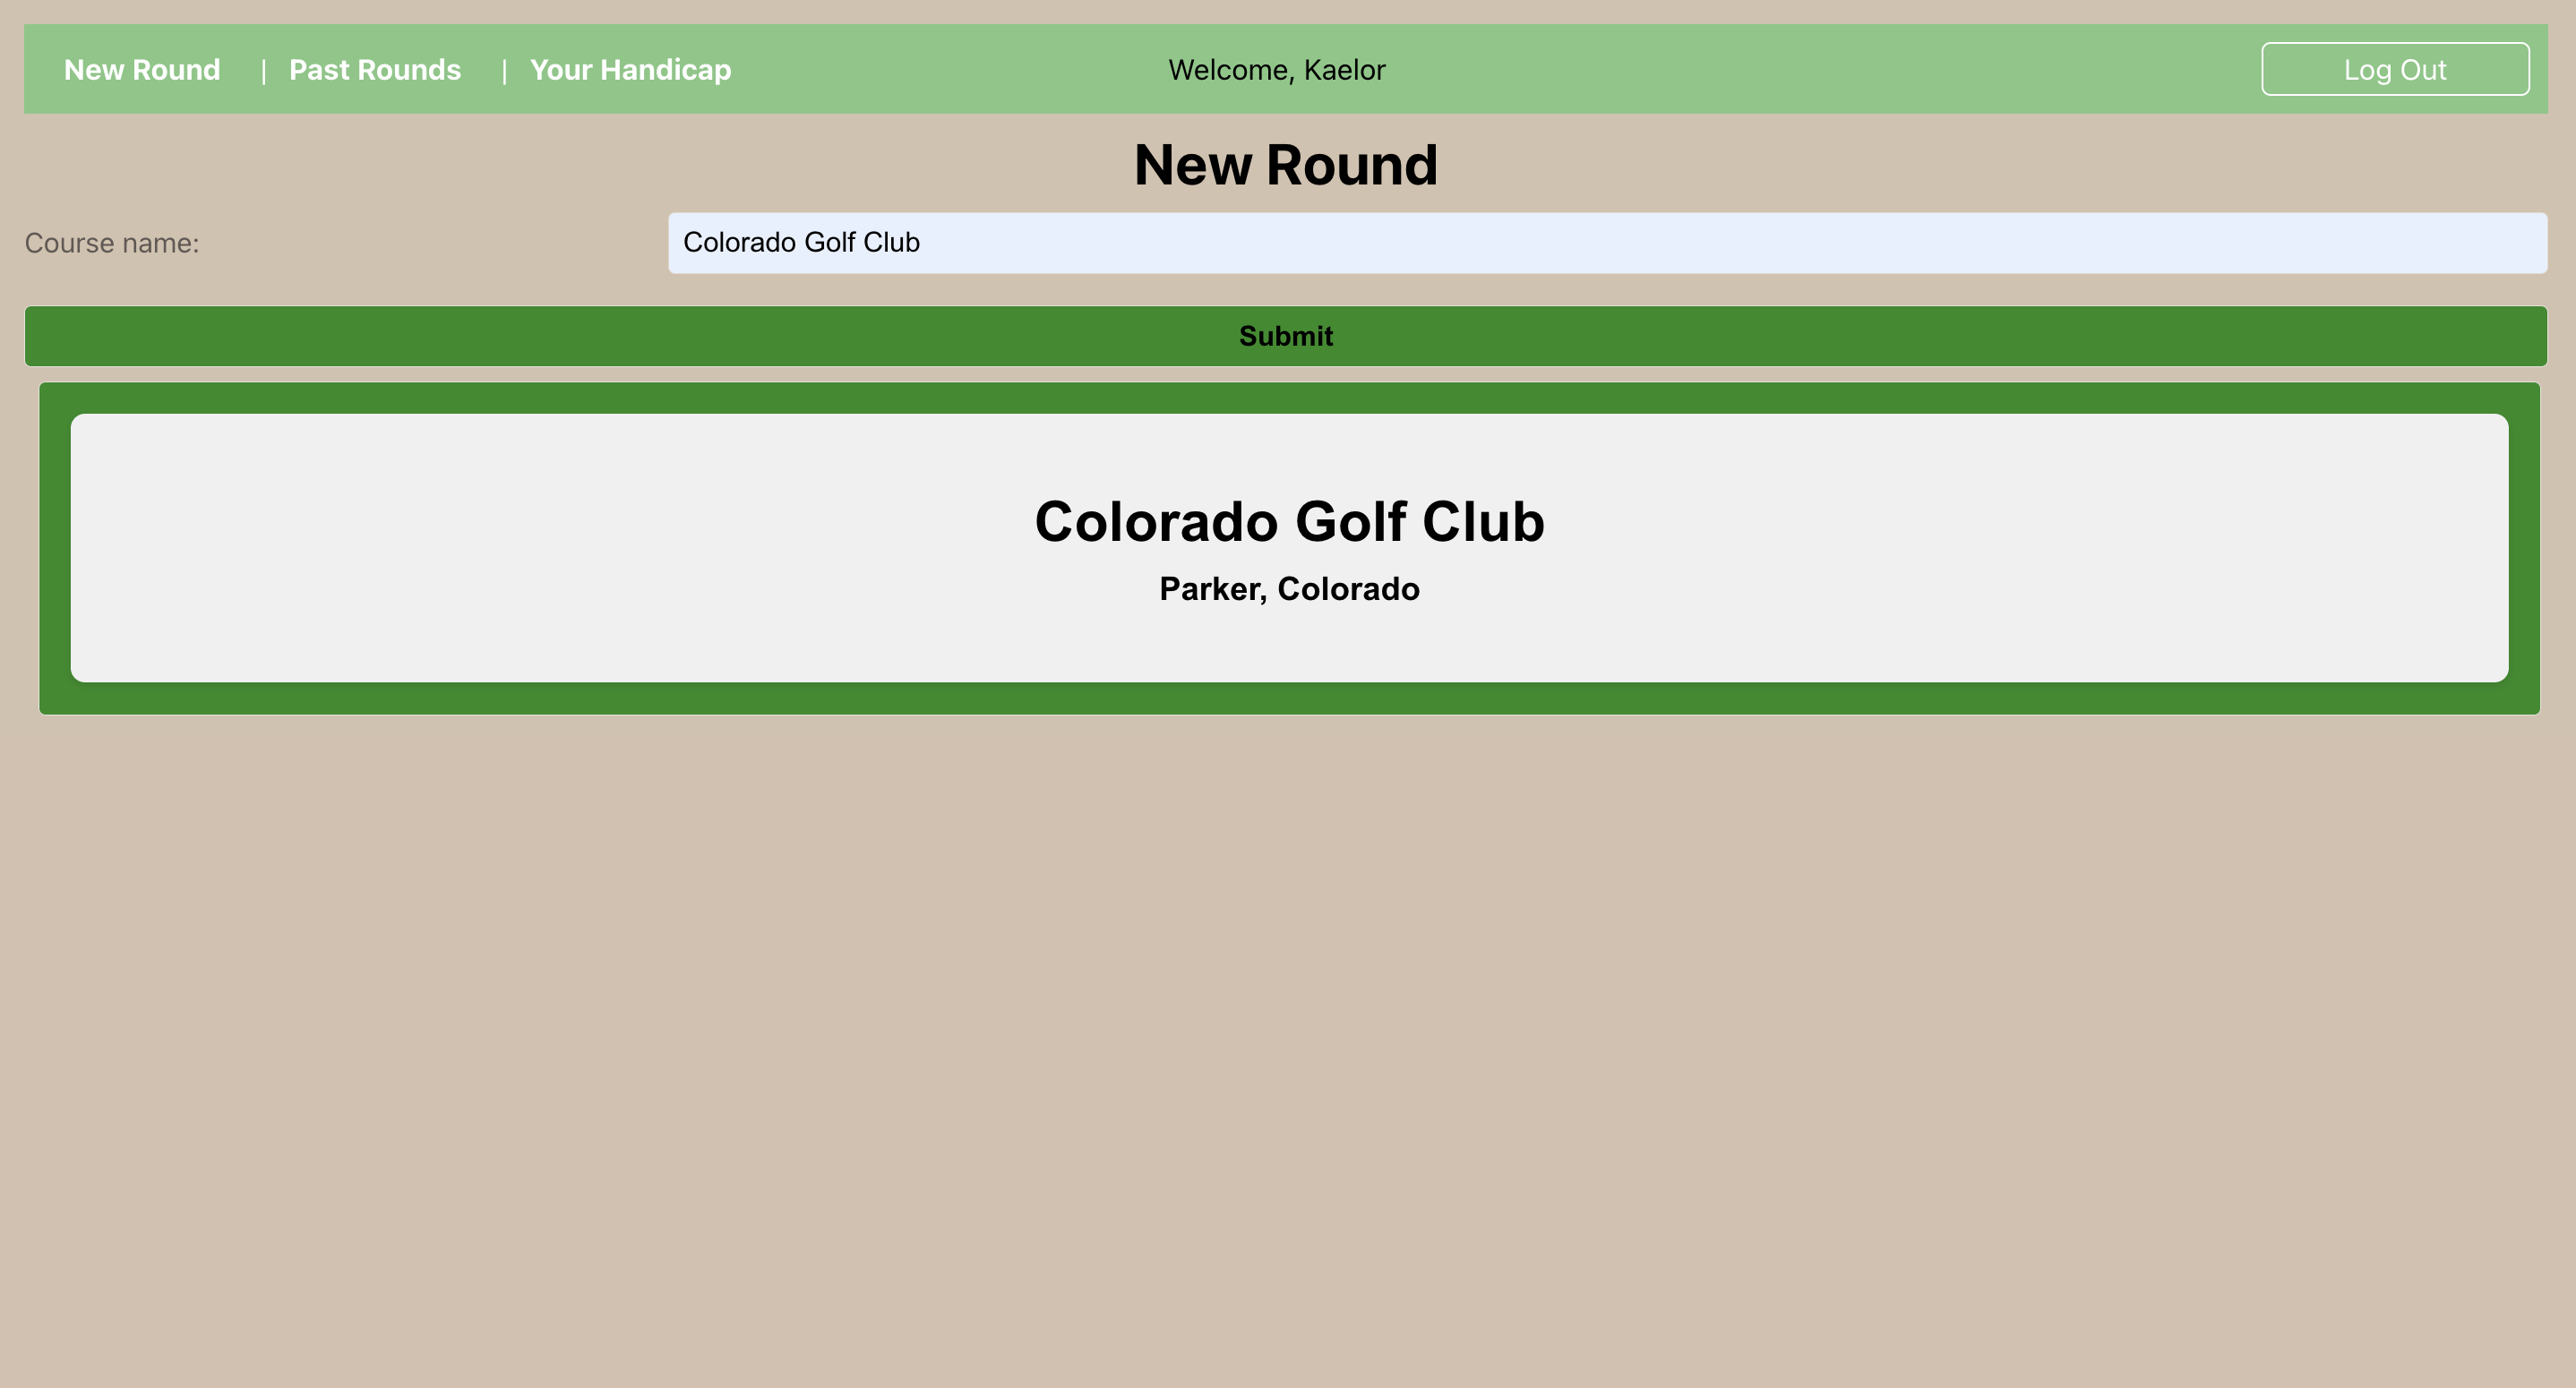 New Round | Past Rounds | Your Handicap Welcome, Kaelor Log Out
New Round
Course name: Colorado Golf Club
Submit
Colorado Golf Club
Parker, Colorado